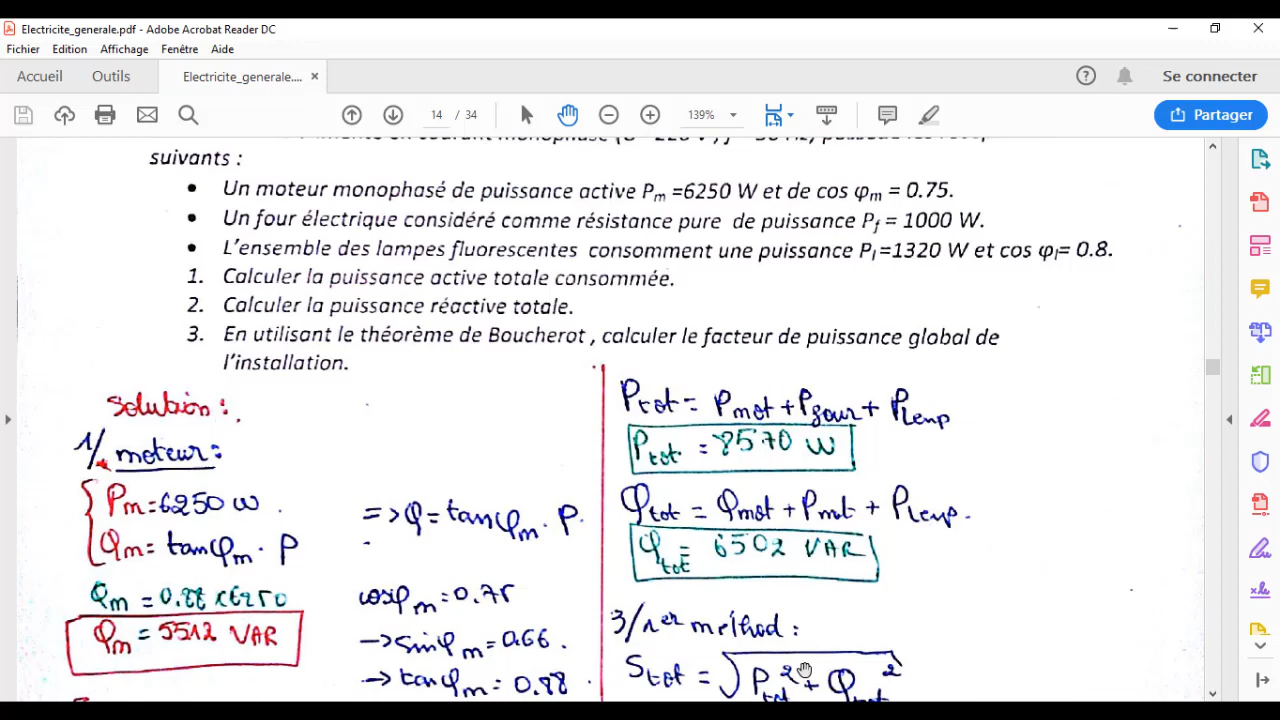 Electricite_generale.pdf - Adobe Acrobat Reader DC
Fichier Edition Affichage Fenêtre Aide
Accueil Outils Electricite_generale.... × Se connecter
14 / 34 139% Partager
suivants :
• Un moteur monophasé de puissance active Pm =6250 W et de cos φm = 0.75.
• Un four électrique considéré comme résistance pure de puissance Pf = 1000 W.
• L'ensemble des lampes fluorescentes consomment une puissance Pl=1320 W et cos φl= 0.8.
1. Calculer la puissance active totale consommée.
2. Calculer la puissance réactive totale.
3. En utilisant le théorème de Boucherot , calculer le facteur de puissance global de
l'installation.
Solution :
1/ moteur :
Pm = 6250 W
Qm = tanφm . P
=> Q = tanφm . P
Qm = 0.88 x6250
Qm = 5512 VAR
cosφm = 0.75
→ sinφm = 0.66
→ tanφm = 0.88
Ptot = Pmot + Pfour + Plamp
Ptot = 8570 W
Qtot = Qmot + Pmt + Plamp
Qtot = 6502 VAR
3/ 1er méthod :
Stot = √Ptot² + Qtot²